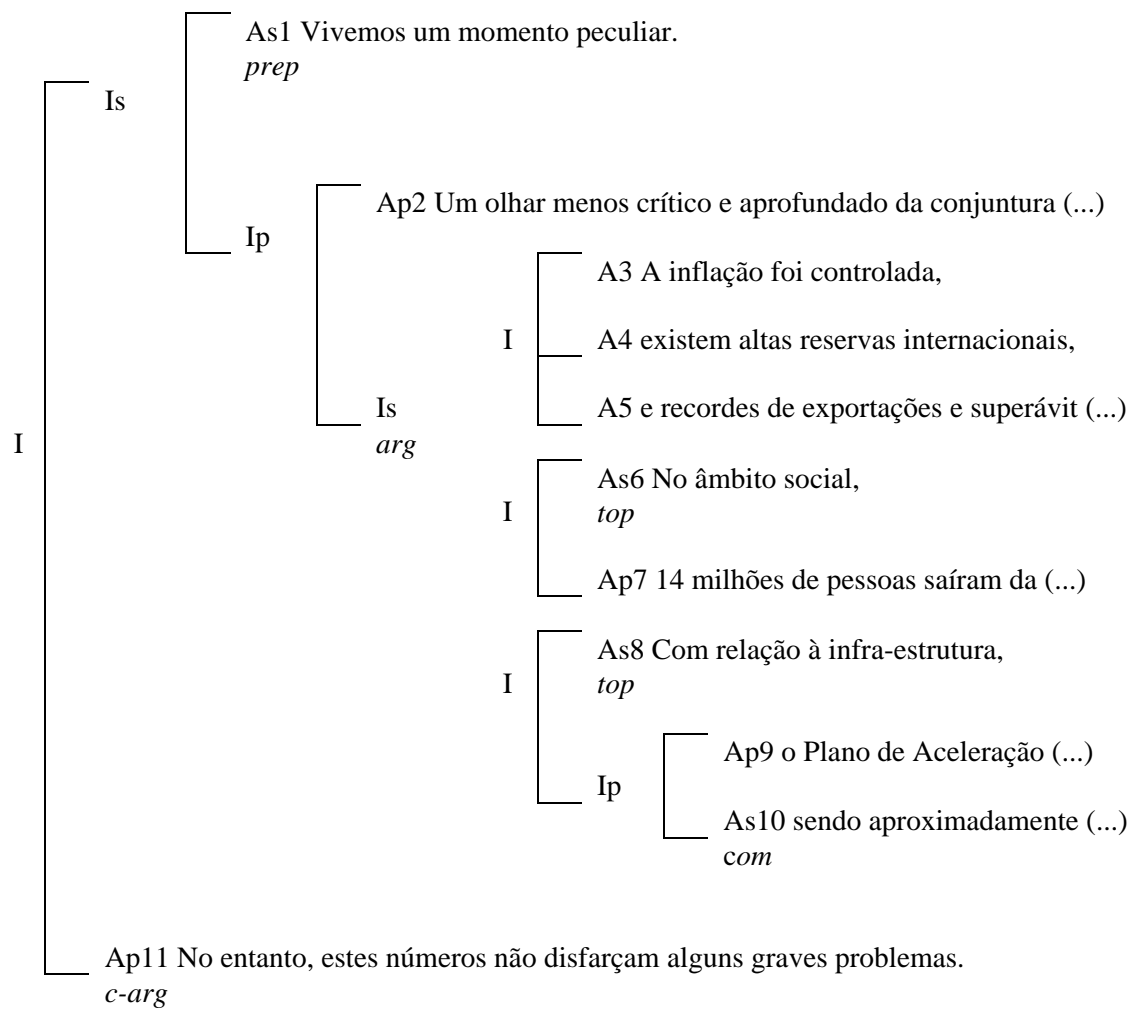 As1 Vivemos um momento peculiar.
prep
Is
Ap2 Um olhar menos crítico e aprofundado da conjuntura (...)
Ip
A3 A inflação foi controlada,
I
A4 existem altas reservas internacionais,
Is
A5 e recordes de exportações e superávit (...)
arg
I
As6 No âmbito social,
top
I
Ap7 14 milhões de pessoas saíram da (...)
As8 Com relação à infra-estrutura,
top
I
Ap9 o Plano de Aceleração (...)
Ip
As10 sendo aproximadamente (...)
com
Ap11 No entanto, estes números não disfarçam alguns graves problemas.
c-arg